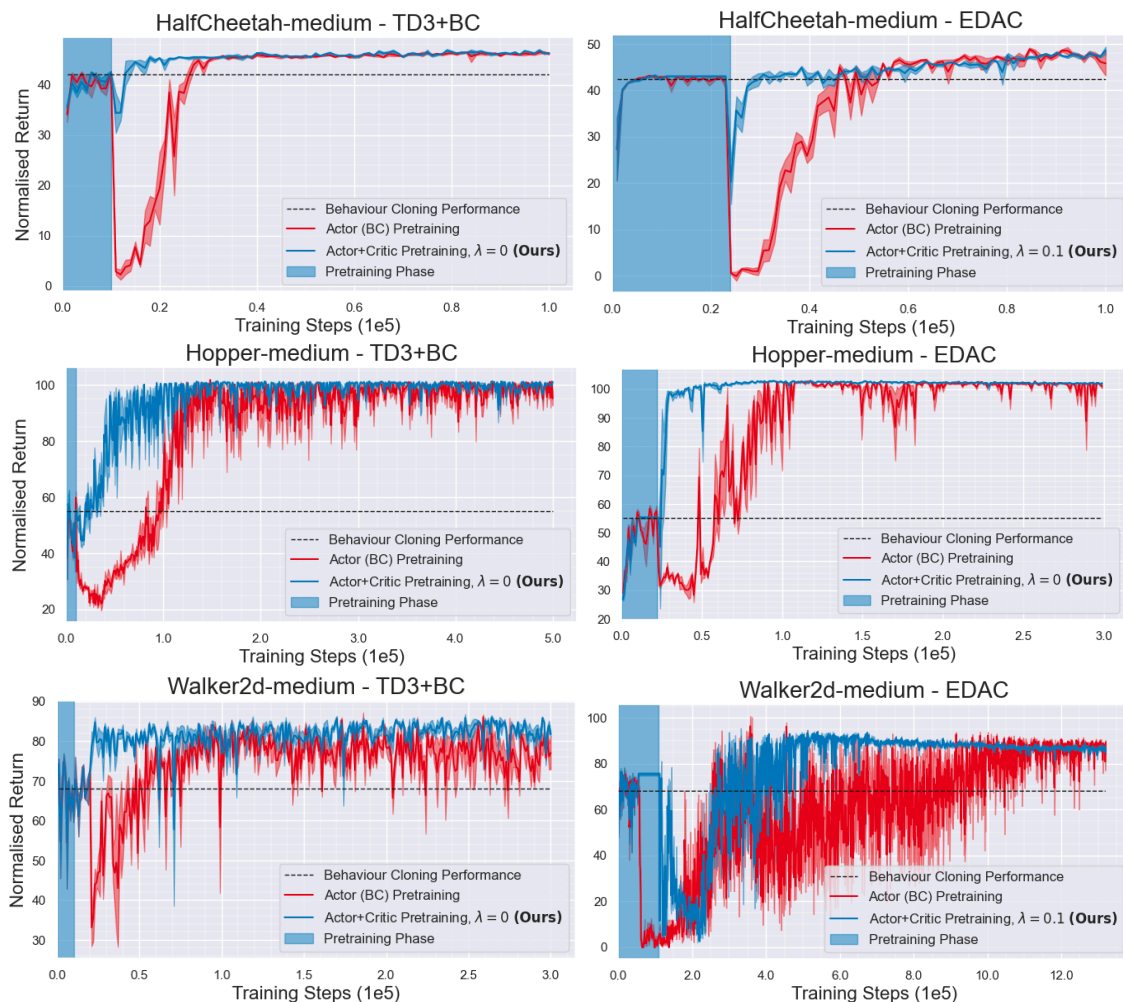 HalfCheetah-medium - TD3+BC
Normalised Return
40
30
20
10
0
0.0 0.2 0.4 0.6 0.8 1.0
Training Steps (1e5)
Behaviour Cloning Performance
Actor (BC) Pretraining
Actor+Critic Pretraining, λ = 0 (Ours)
Pretraining Phase
HalfCheetah-medium - EDAC
50
40
30
20
10
0
0.0 0.2 0.4 0.6 0.8 1.0
Training Steps (1e5)
Behaviour Cloning Performance
Actor (BC) Pretraining
Actor+Critic Pretraining, λ = 0.1 (Ours)
Pretraining Phase
Hopper-medium - TD3+BC
Normalised Return
100
80
60
40
20
0.0 1.0 2.0 3.0 4.0 5.0
Training Steps (1e5)
Behaviour Cloning Performance
Actor (BC) Pretraining
Actor+Critic Pretraining, λ = 0 (Ours)
Pretraining Phase
Hopper-medium - EDAC
100
90
80
70
60
50
40
30
20
0.0 0.5 1.0 1.5 2.0 2.5 3.0
Training Steps (1e5)
Behaviour Cloning Performance
Actor (BC) Pretraining
Actor+Critic Pretraining, λ = 0 (Ours)
Pretraining Phase
Walker2d-medium - TD3+BC
Normalised Return
90
80
70
60
50
40
30
0.0 0.5 1.0 1.5 2.0 2.5 3.0
Training Steps (1e5)
Behaviour Cloning Performance
Actor (BC) Pretraining
Actor+Critic Pretraining, λ = 0 (Ours)
Pretraining Phase
Walker2d-medium - EDAC
100
80
60
40
20
0
0.0 2.0 4.0 6.0 8.0 10.0 12.0
Training Steps (1e5)
Behaviour Cloning Performance
Actor (BC) Pretraining
Actor+Critic Pretraining, λ = 0.1 (Ours)
Pretraining Phase